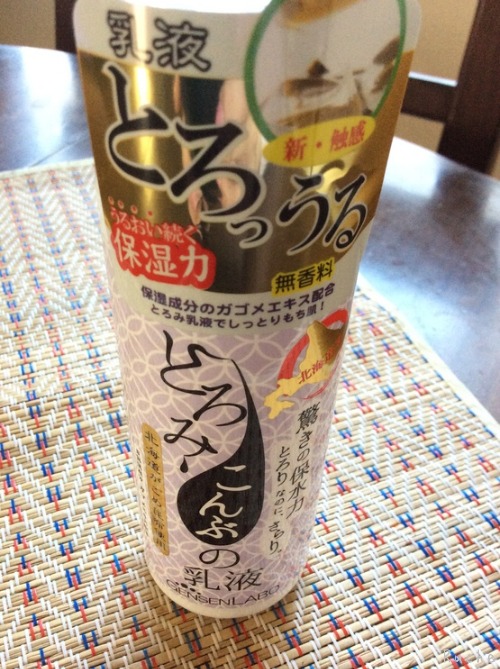 乳液
とろっうる
新・触感
うるおい続く
保湿力
無香料
保湿成分のガゴメエキス配合
とろみ乳液でしっとりもち肌！
北海道
驚きの保水力
とろりなのに、さらり。
とろみ
こんぶ
の
乳液
GENSENLABO